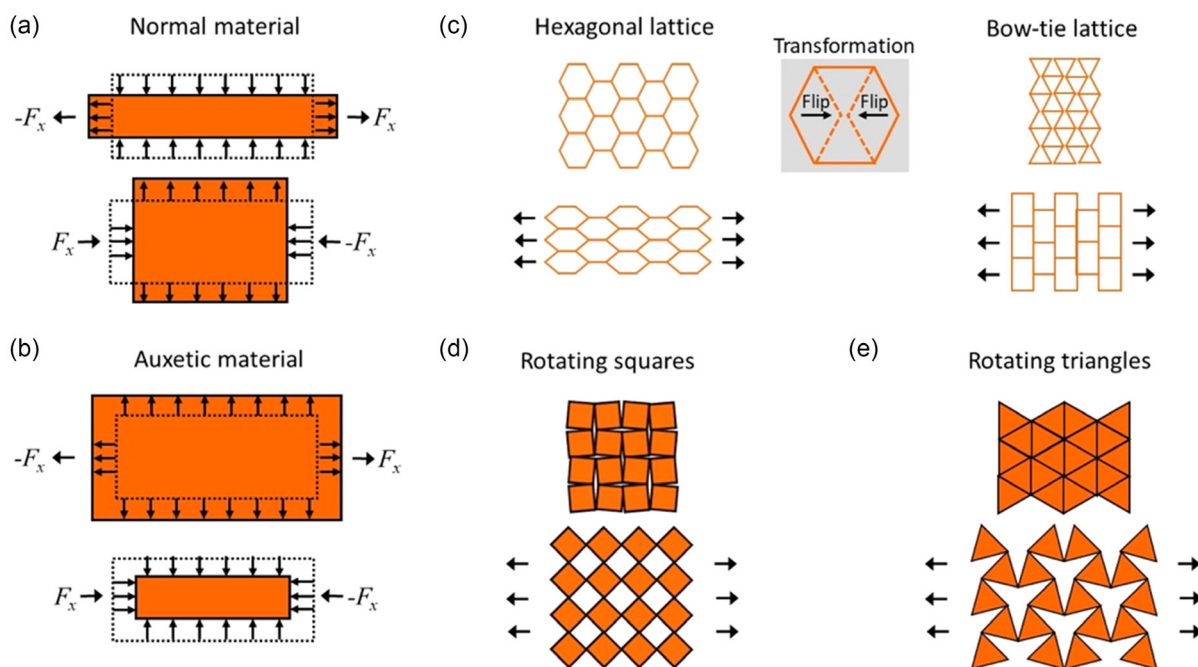 (a)
Normal material
-Fₓ
Fₓ
Fₓ
-Fₓ
(b)
Auxetic material
-Fₓ
Fₓ
Fₓ
-Fₓ
(c)
Hexagonal lattice
Transformation
Flip
Flip
Bow-tie lattice
(d)
Rotating squares
(e)
Rotating triangles